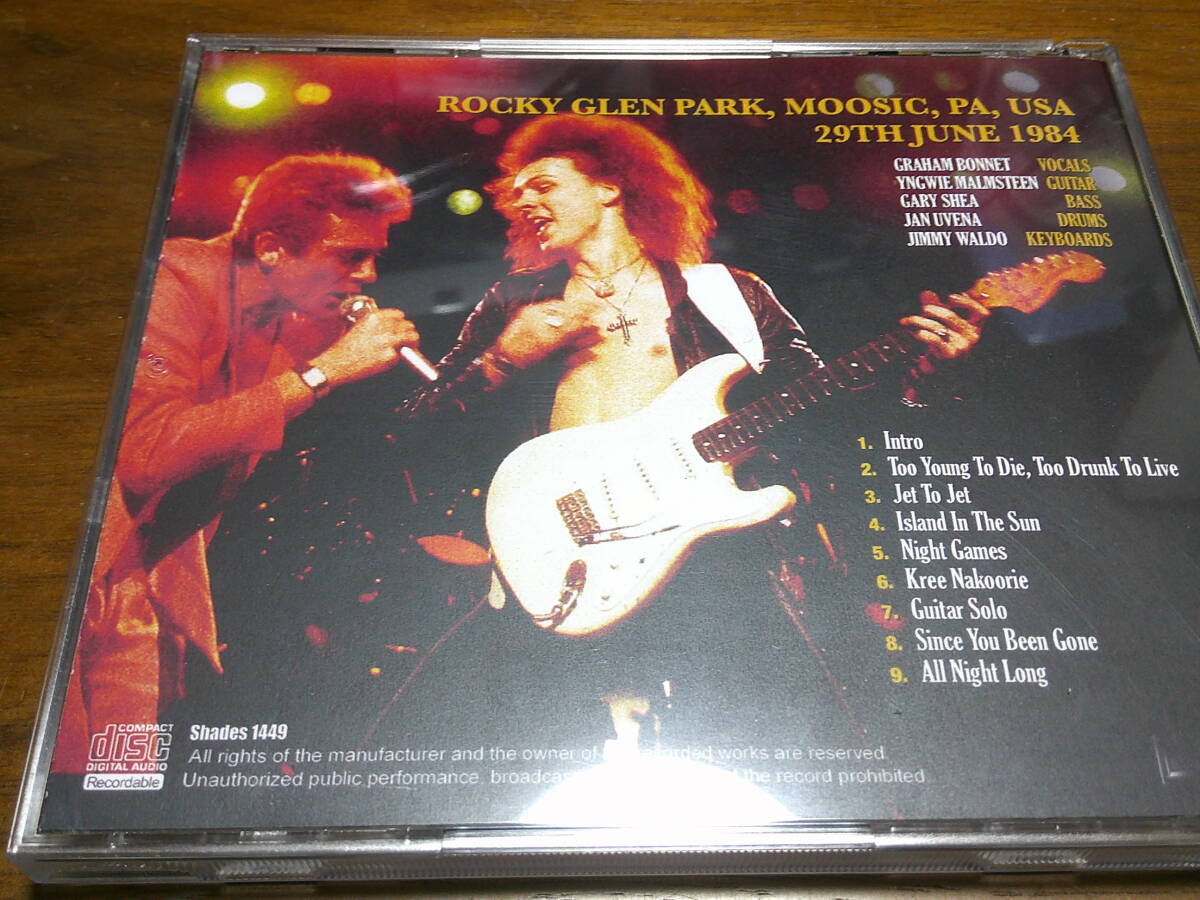 ROCKY GLEN PARK, MOOSIC, PA, USA
29TH JUNE 1984
GRAHAM BONNET VOCALS
YNGWIE MALMSTEEN GUITAR
GARY SHEA BASS
JAN UVENA DRUMS
JIMMY WALDO KEYBOARDS
1. Intro
2. Too Young To Die, Too Drunk To Live
3. Jet To Jet
4. Island In The Sun
5. Night Games
6. Kree Nakoorie
7. Guitar Solo
8. Since You Been Gone
9. All Night Long
COMPACT
disc
DIGITAL AUDIO
Recordable
Shades 1449
All rights of the manufacturer and the owner of works are reserved
Unauthorized public performance, the record prohibited